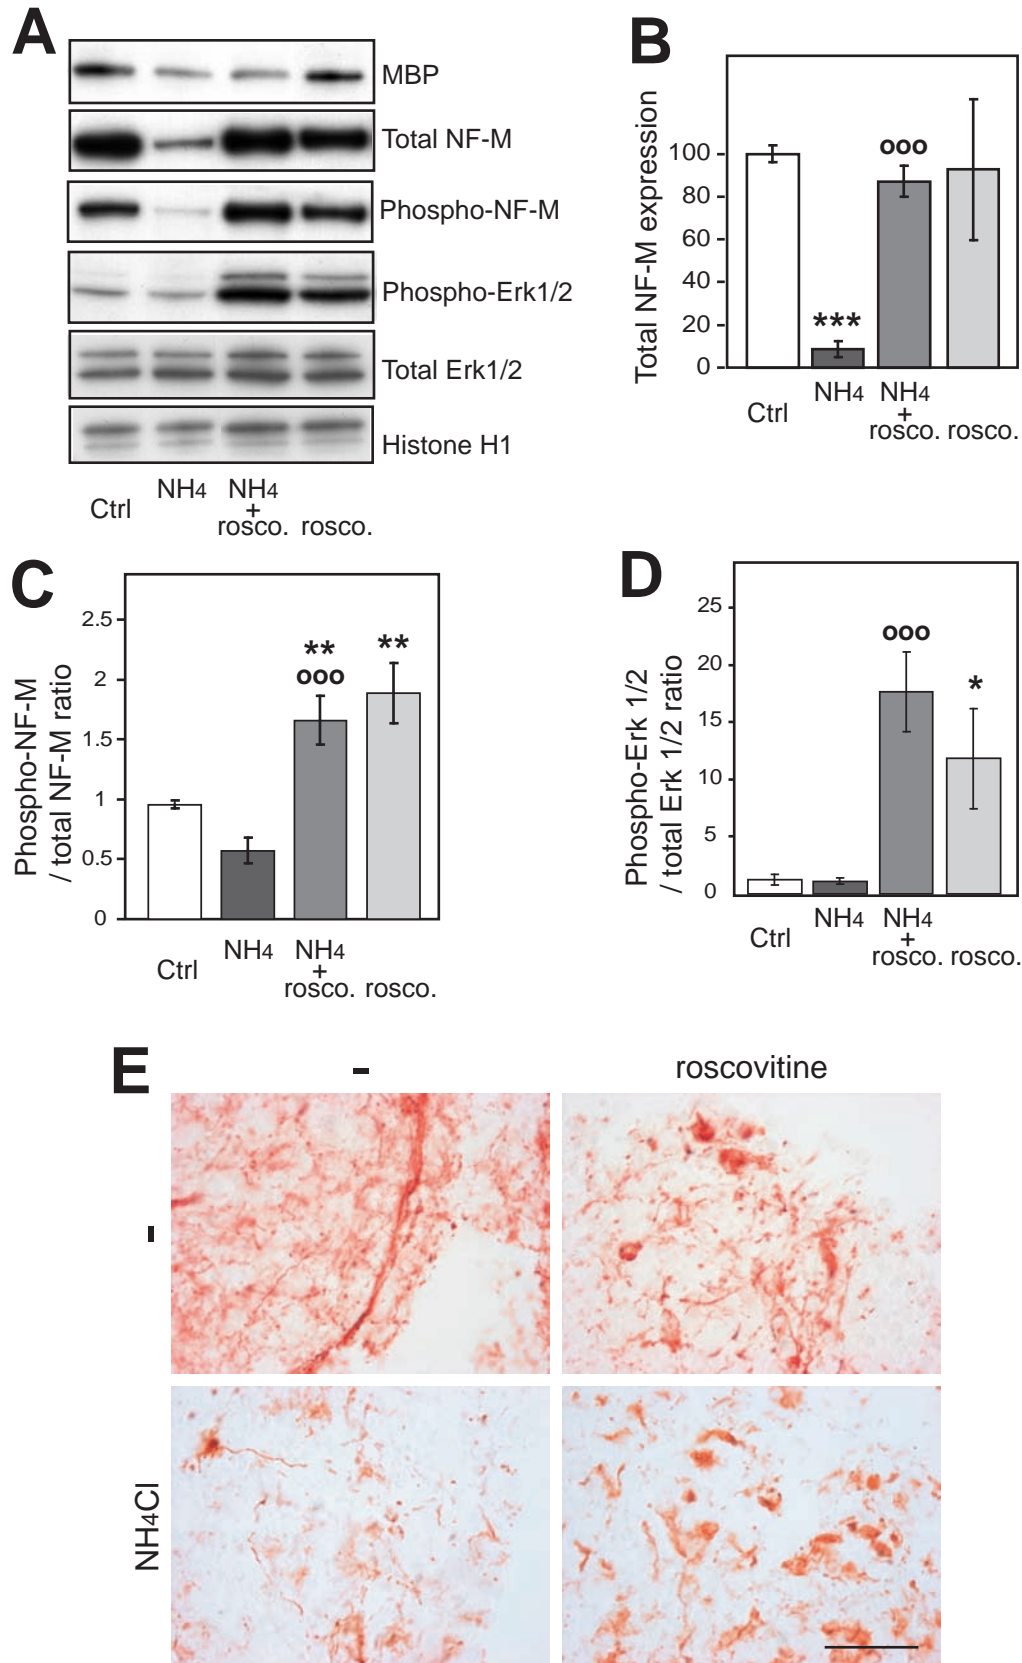 A
MBP
Total NF-M
Phospho-NF-M
Phospho-Erk1/2
Total Erk1/2
Histone H1
Ctrl
NH4
NH4
+
rosco.
rosco.
B
Total NF-M expression
100
80
60
40
20
0
***
ooo
Ctrl
NH4
NH4
+
rosco.
rosco.
C
Phospho-NF-M
/ total NF-M ratio
2.5
2
1.5
1
0.5
0
**
ooo
**
Ctrl
NH4
NH4
+
rosco.
rosco.
D
Phospho-Erk 1/2
/ total Erk 1/2 ratio
25
20
15
10
5
0
ooo
*
Ctrl
NH4
NH4
+
rosco.
rosco.
E
-
roscovitine
-
NH4Cl